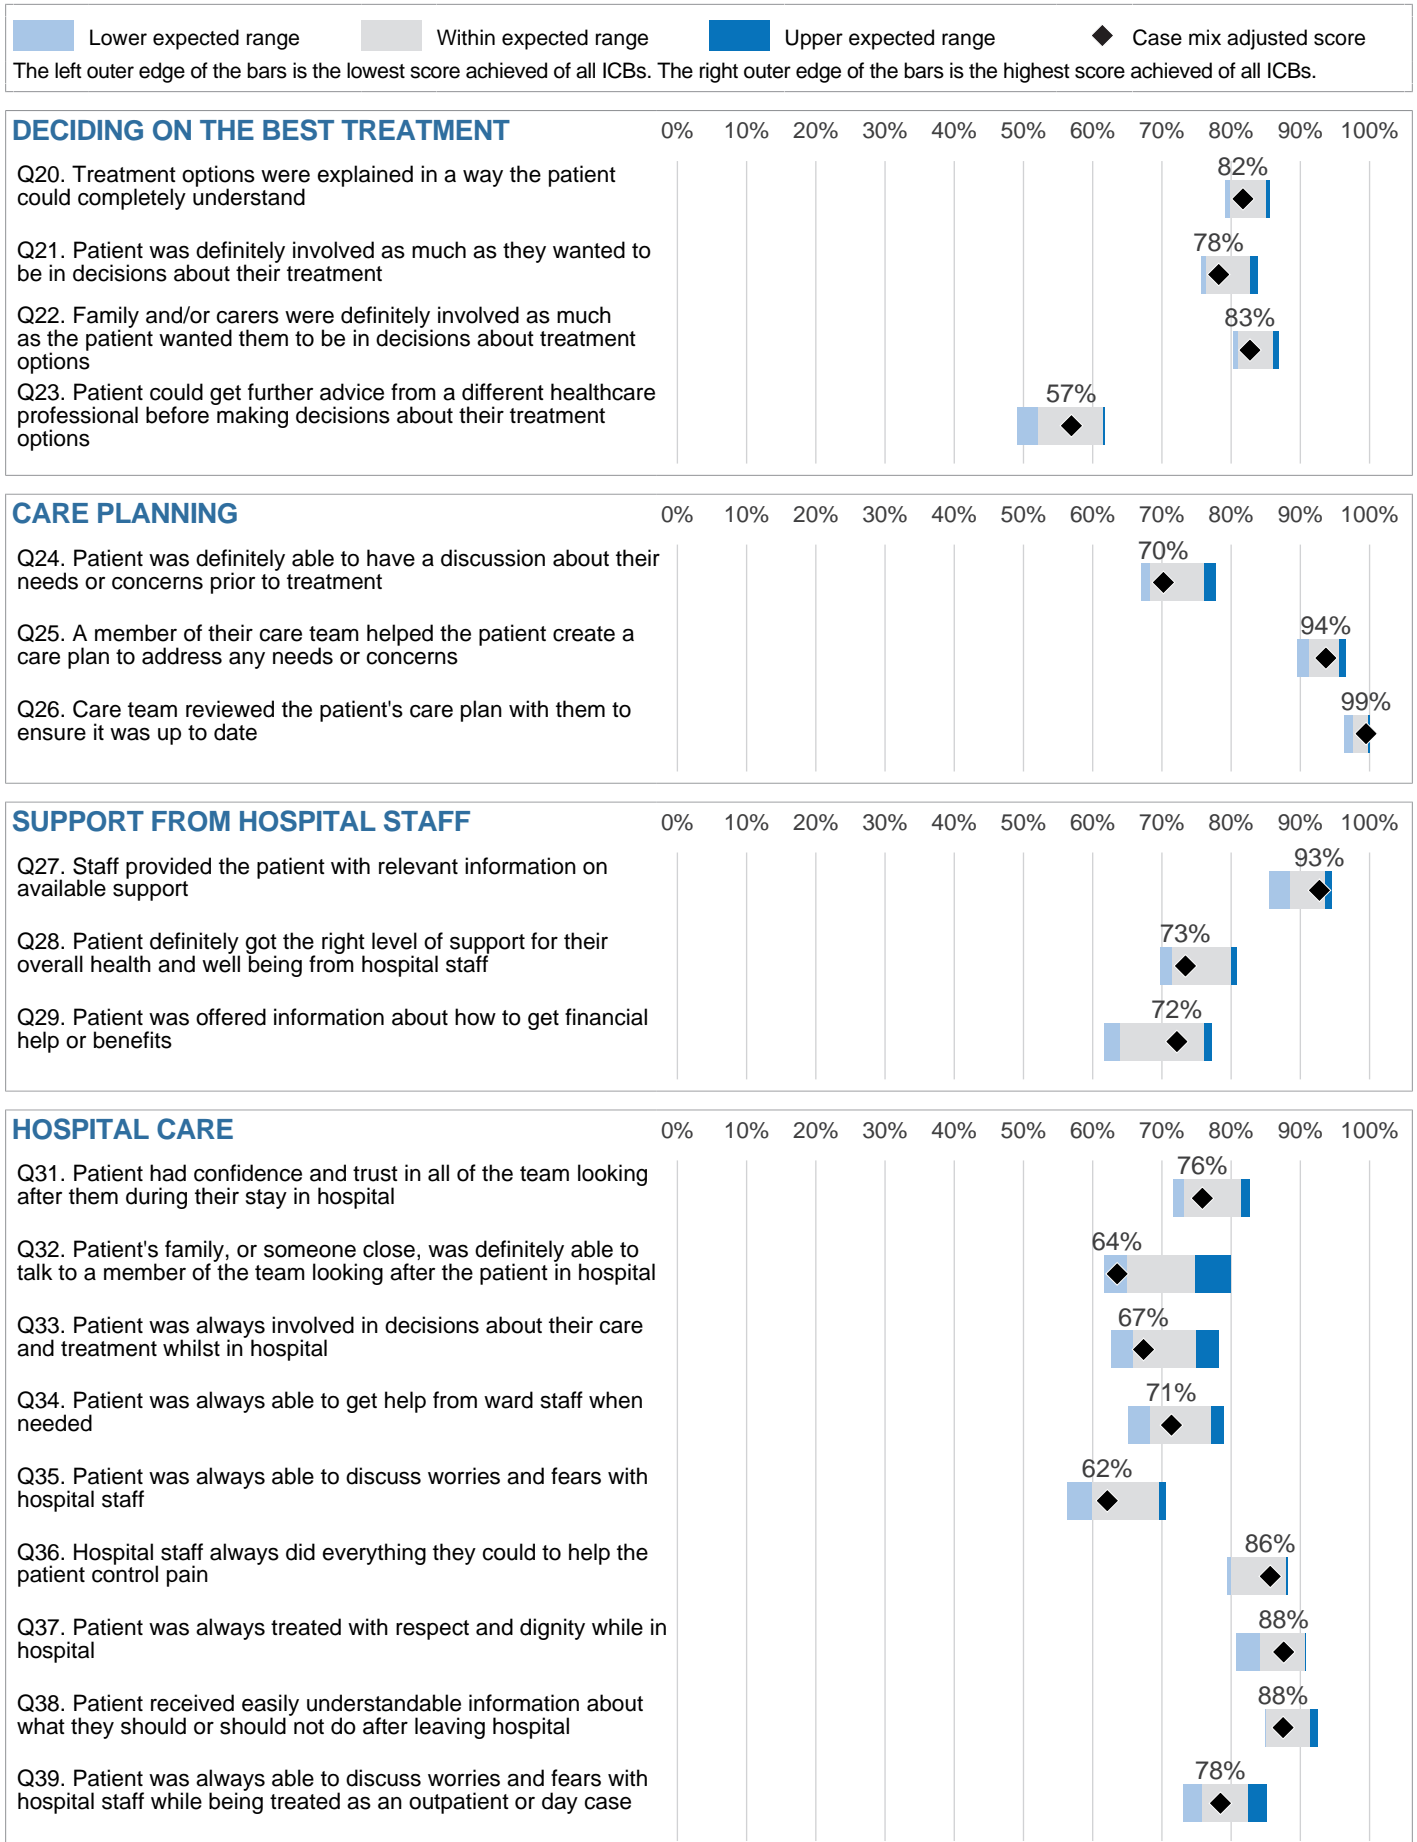 Lower expected range Within expected range Upper expected range Case mix adjusted score
The left outer edge of the bars is the lowest score achieved of all ICBs. The right outer edge of the bars is the highest score achieved of all ICBs.
DECIDING ON THE BEST TREATMENT 0% 10% 20% 30% 40% 50% 60% 70% 80% 90% 100%
Q20. Treatment options were explained in a way the patient
could completely understand
82%
Q21. Patient was definitely involved as much as they wanted to
be in decisions about their treatment
78%
Q22. Family and/or carers were definitely involved as much
as the patient wanted them to be in decisions about treatment
options
83%
Q23. Patient could get further advice from a different healthcare
professional before making decisions about their treatment
options
57%
CARE PLANNING 0% 10% 20% 30% 40% 50% 60% 70% 80% 90% 100%
Q24. Patient was definitely able to have a discussion about their
needs or concerns prior to treatment
70%
Q25. A member of their care team helped the patient create a
care plan to address any needs or concerns
94%
Q26. Care team reviewed the patient's care plan with them to
ensure it was up to date
99%
SUPPORT FROM HOSPITAL STAFF 0% 10% 20% 30% 40% 50% 60% 70% 80% 90% 100%
Q27. Staff provided the patient with relevant information on
available support
93%
Q28. Patient definitely got the right level of support for their
overall health and well being from hospital staff
73%
Q29. Patient was offered information about how to get financial
help or benefits
72%
HOSPITAL CARE 0% 10% 20% 30% 40% 50% 60% 70% 80% 90% 100%
Q31. Patient had confidence and trust in all of the team looking
after them during their stay in hospital
76%
Q32. Patient's family, or someone close, was definitely able to
talk to a member of the team looking after the patient in hospital
64%
Q33. Patient was always involved in decisions about their care
and treatment whilst in hospital
67%
Q34. Patient was always able to get help from ward staff when
needed
71%
Q35. Patient was always able to discuss worries and fears with
hospital staff
62%
Q36. Hospital staff always did everything they could to help the
patient control pain
86%
Q37. Patient was always treated with respect and dignity while in
hospital
88%
Q38. Patient received easily understandable information about
what they should or should not do after leaving hospital
88%
Q39. Patient was always able to discuss worries and fears with
hospital staff while being treated as an outpatient or day case
78%